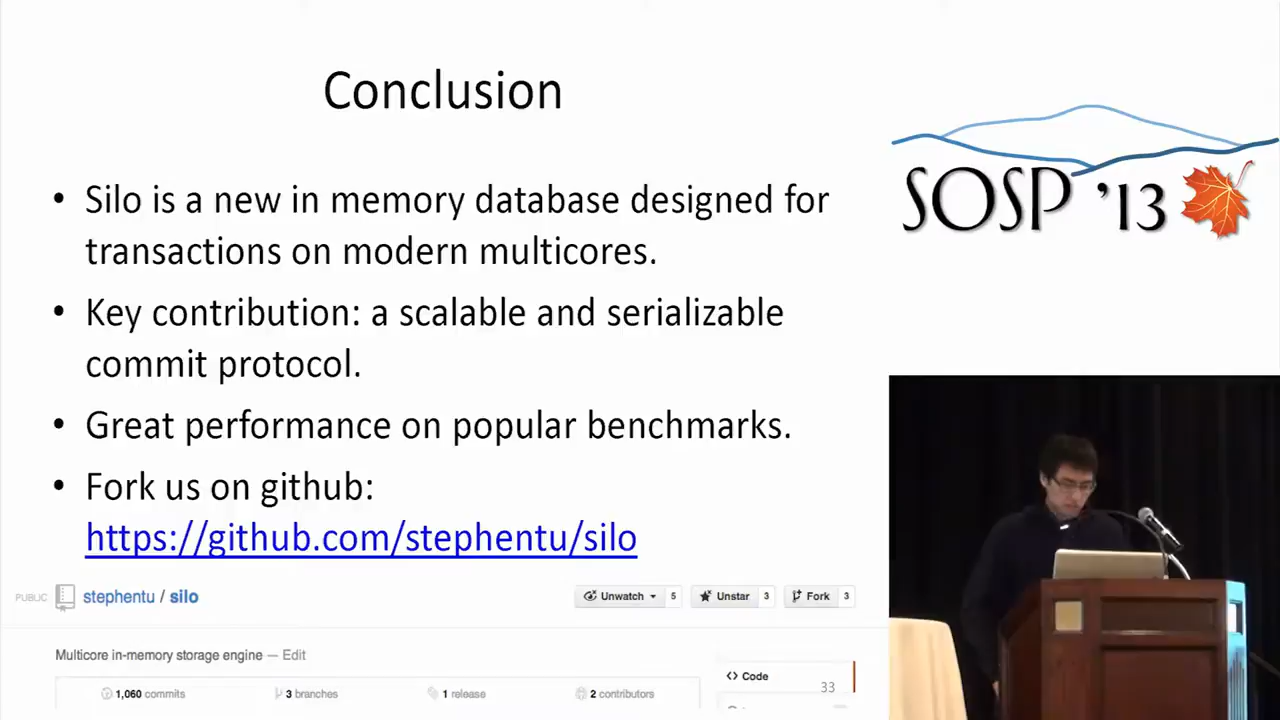 Conclusion
• Silo is a new in memory database designed for
transactions on modern multicores.
• Key contribution: a scalable and serializable
commit protocol.
• Great performance on popular benchmarks.
• Fork us on github:
https://github.com/stephentu/silo
PUBLIC stephentu / silo Unwatch 5 Unstar 3 Fork 3
Multicore in-memory storage engine — Edit
1,060 commits 3 branches 1 release 2 contributors
<> Code
33
SOSP '13